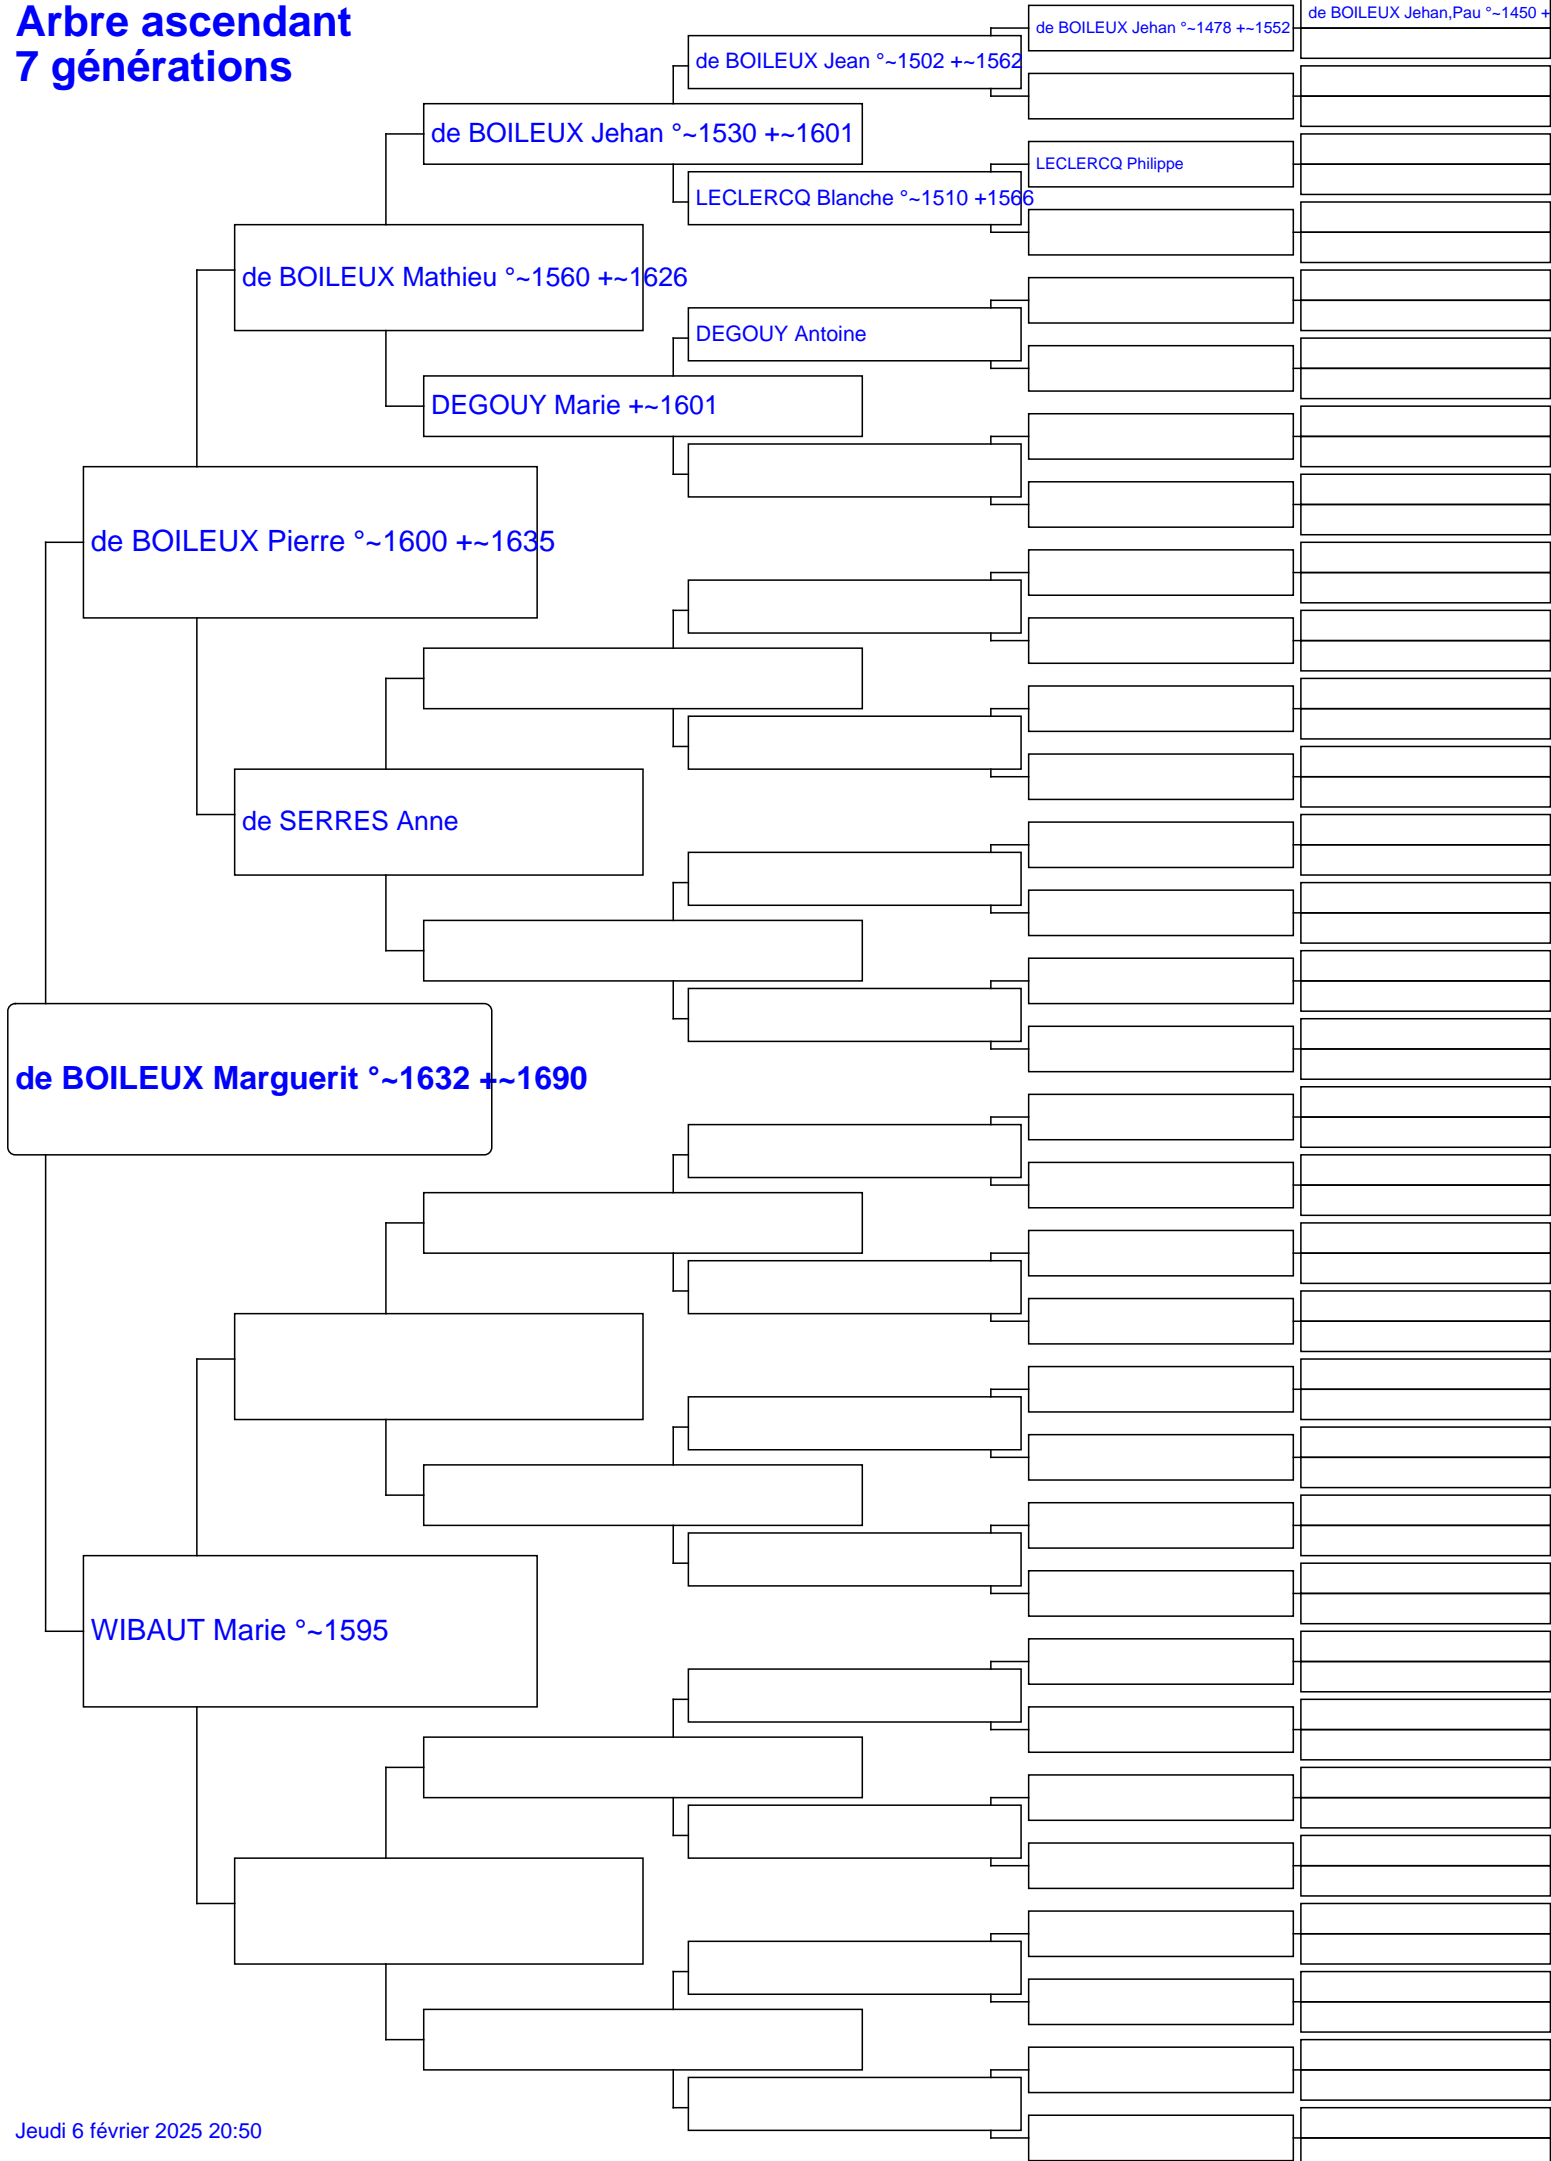 Arbre ascendant
7 générations
de BOILEUX Jehan,Pau °~1450 +
de BOILEUX Jehan °~1478 +~1552
de BOILEUX Jean °~1502 +~1562
de BOILEUX Jehan °~1530 +~1601
LECLERCQ Philippe
LECLERCQ Blanche °~1510 +1566
de BOILEUX Mathieu °~1560 +~1626
DEGOUY Antoine
DEGOUY Marie +~1601
de BOILEUX Pierre °~1600 +~1635
de SERRES Anne
de BOILEUX Marguerit °~1632 +~1690
WIBAUT Marie °~1595
Jeudi 6 février 2025 20:50